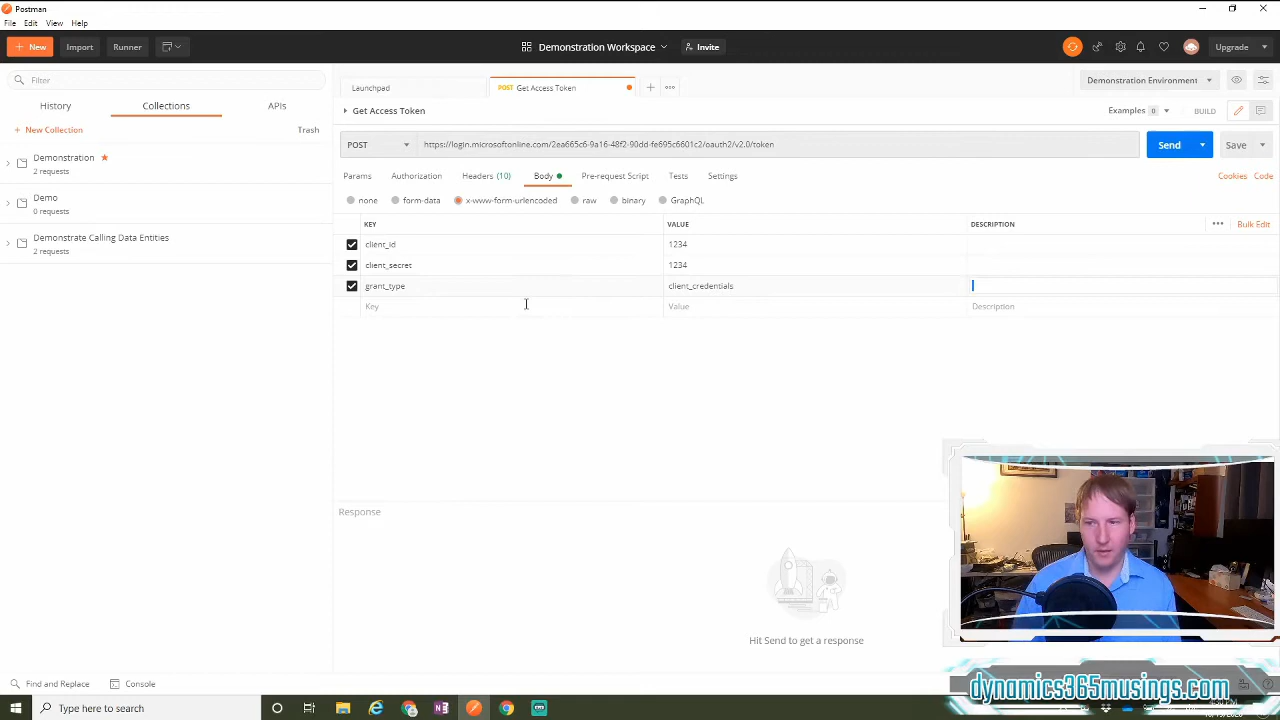 Postman
File Edit View Help
+ New Import Runner Demonstration Workspace Invite Upgrade
Filter
History Collections APIs
+ New Collection Trash
Demonstration ★
2 requests
Demo
0 requests
Demonstrate Calling Data Entities
2 requests
Launchpad POST Get Access Token + ••• Demonstration Environment
Get Access Token Examples 0 BUILD
POST https://login.microsoftonline.com/2ea665c6-9a16-48f2-90dd-fe695c6601c2/oauth2/v2.0/token Send Save
Params Authorization Headers (10) Body Pre-request Script Tests Settings Cookies Code
none form-data x-www-form-urlencoded raw binary GraphQL
KEY VALUE DESCRIPTION ••• Bulk Edit
client_id 1234
client_secret 1234
grant_type client_credentials
Key Value Description
Response
Hit Send to get a response
Find and Replace Console
dynamics365musings.com
Type here to search